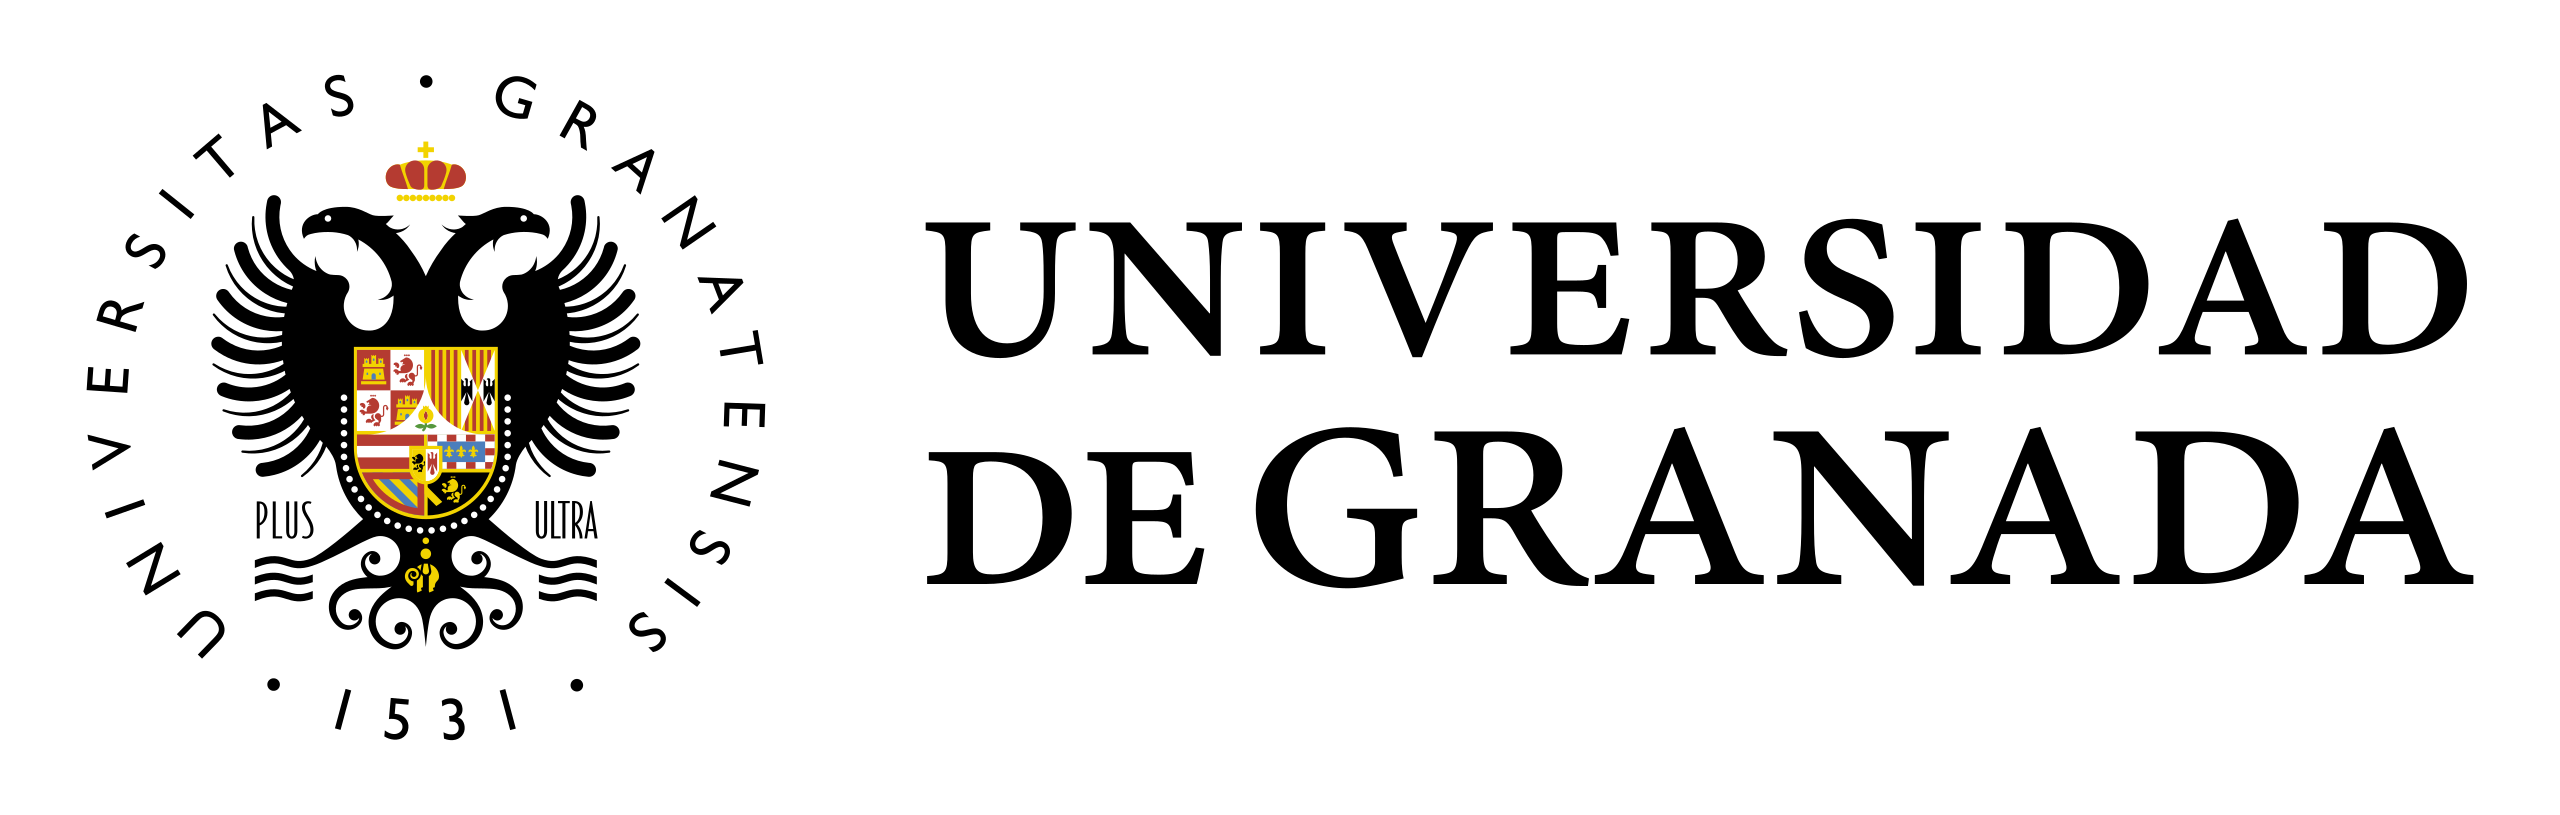 UNIVERSITAS · GRANATENSIS · 1531 ·
PLUS ULTRA
UNIVERSIDAD
DE GRANADA